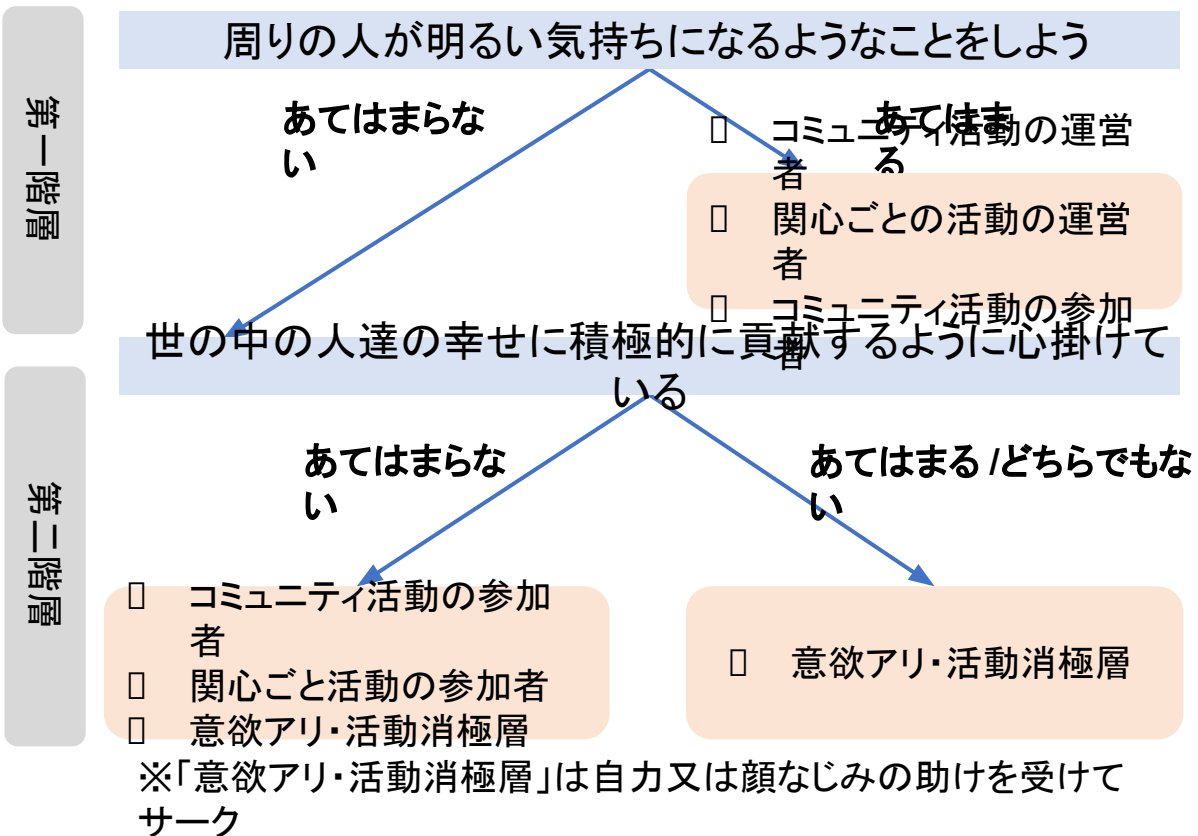 第一階層
周りの人が明るい気持ちになるようなことをしよう
あてはまらな
い
あてはま
る
コミュニティ活動の運営
者
関心ごとの活動の運営
者
コミュニティ活動の参加
者
世の中の人達の幸せに積極的に貢献するように心掛けて
いる
第二階層
あてはまらな
い
あてはまる /どちらでもな
い
コミュニティ活動の参加
者
関心ごと活動の参加者
意欲アリ・活動消極層
意欲アリ・活動消極層
※「意欲アリ・活動消極層」は自力又は顔なじみの助けを受けて
サーク